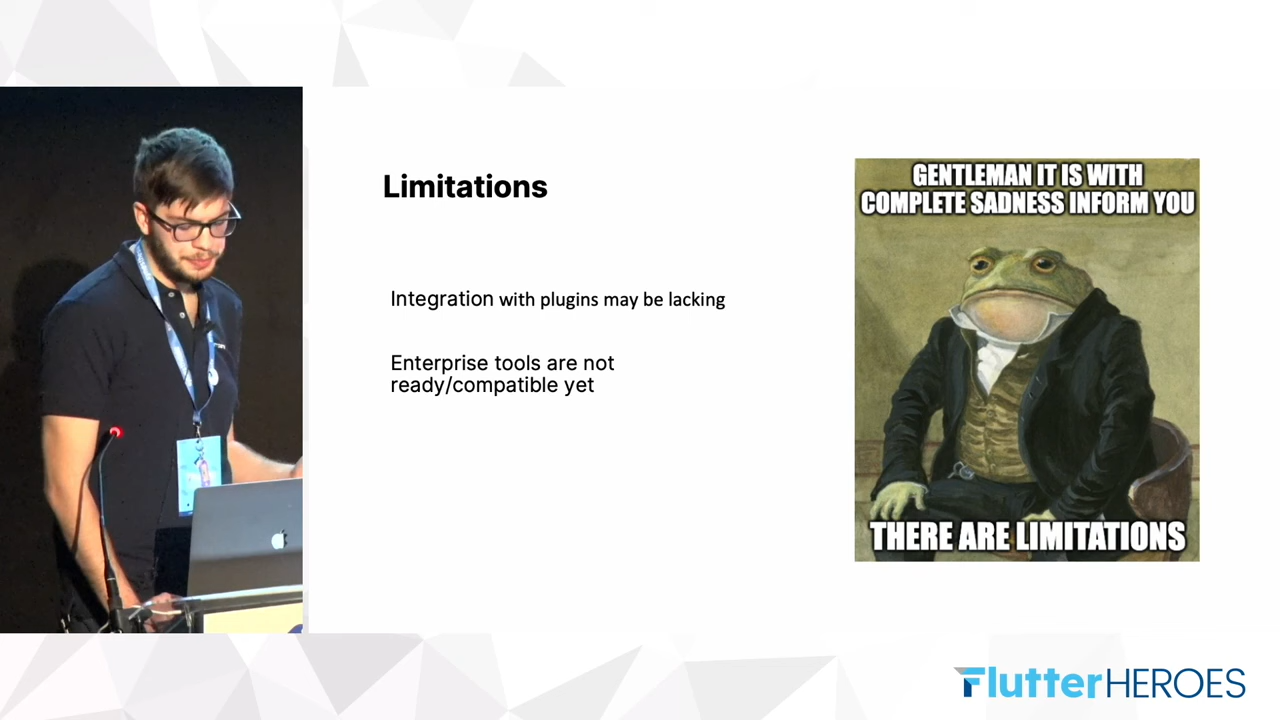 Limitations
Integration with plugins may be lacking
Enterprise tools are not
ready/compatible yet
GENTLEMAN IT IS WITH
COMPLETE SADNESS INFORM YOU
THERE ARE LIMITATIONS
FlutterHEROES